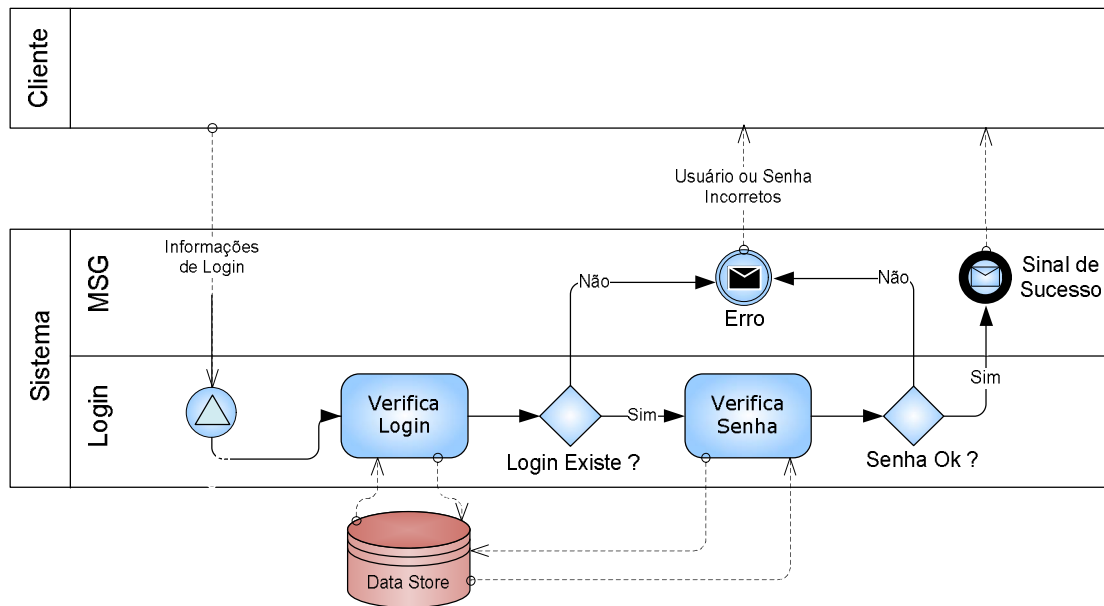 Cliente
Usuário ou Senha
Incorretos
Sistema
MSG
Informações
de Login
Não
Erro
Não
Sinal de
Sucesso
Login
Verifica
Login
Login Existe ?
Sim
Verifica
Senha
Senha Ok ?
Sim
Data Store